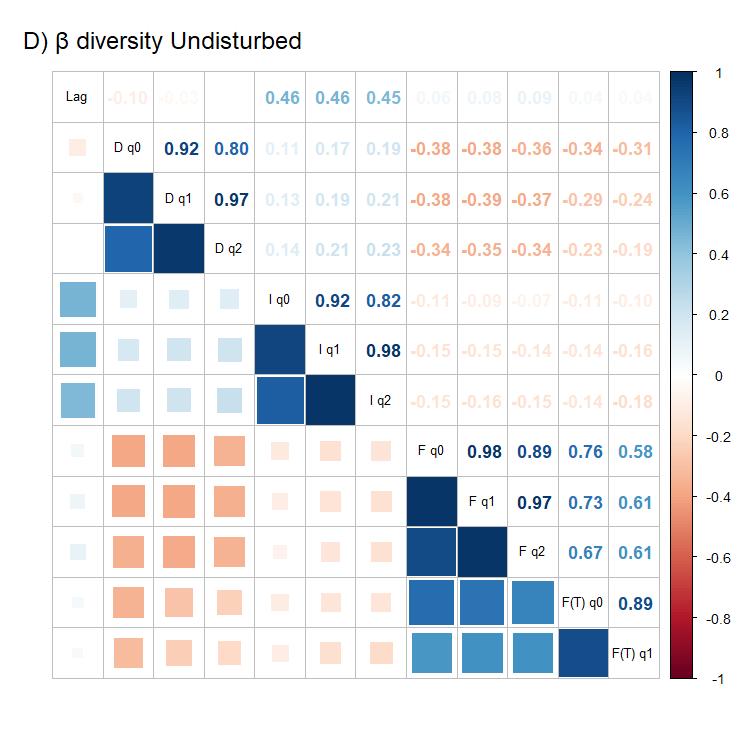 D) β diversity Undisturbed
Lag -0.10 -0.03 0.46 0.46 0.45 0.06 0.08 0.09 0.04 0.04
D q0 0.92 0.80 0.11 0.17 0.19 -0.38 -0.38 -0.36 -0.34 -0.31
D q1 0.97 0.13 0.19 0.21 -0.38 -0.39 -0.37 -0.29 -0.24
D q2 0.14 0.21 0.23 -0.34 -0.35 -0.34 -0.23 -0.19
I q0 0.92 0.82 -0.11 -0.09 -0.07 -0.11 -0.10
I q1 0.98 -0.15 -0.15 -0.14 -0.14 -0.16
I q2 -0.15 -0.16 -0.15 -0.14 -0.18
F q0 0.98 0.89 0.76 0.58
F q1 0.97 0.73 0.61
F q2 0.67 0.61
F(T) q0 0.89
F(T) q1
1
0.8
0.6
0.4
0.2
0
-0.2
-0.4
-0.6
-0.8
-1